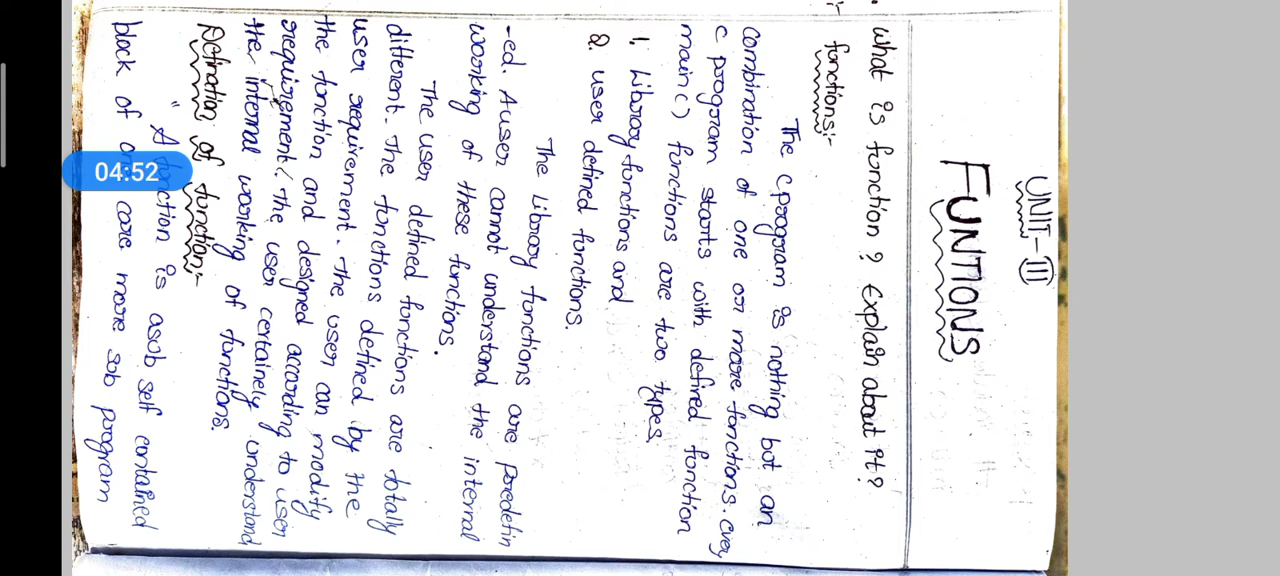 UNIT-III
FUNTIONS
what is function? Explain about it?
functions:-
The c program is nothing but an
combination of one or more functions. every
c program starts with defined function
main() functions are two types
1. Library functions and
2. user defined functions.
The Library functions are predefin
-ed. A user cannot understand the internal
working of these functions.
The user defined functions are totally
different. The functions defined by the
user requirement. The user can modify
the function and designed according to user
requirement. The user certainely understand
the internal working of functions.
Defination of function:-
" A function is a sub self contained
block of one more sub program
04:52